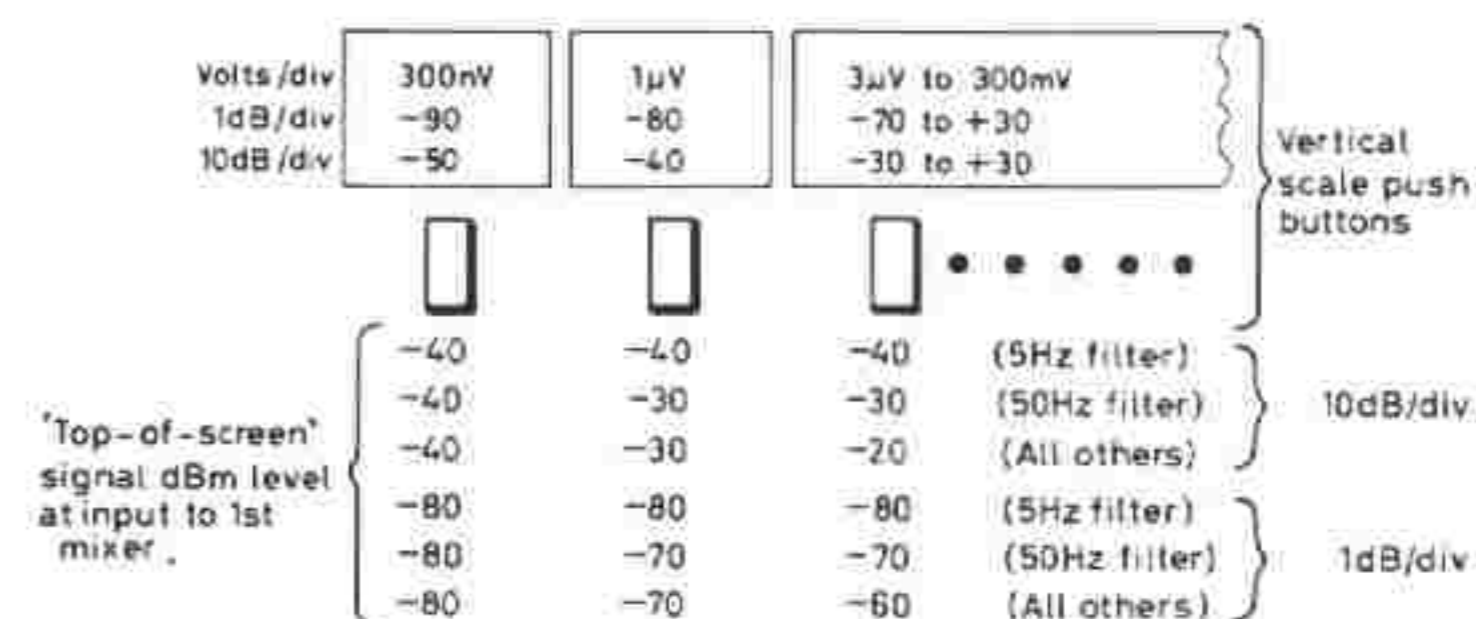 Volts/div 300nV 1µV 3µV to 300mV
1dB/div -90 -80 -70 to +30
10dB/div -50 -40 -30 to +30
Vertical
scale push
buttons
'Top-of-screen'
signal dBm level
at input to 1st
mixer.
-40 -40 -40 (5Hz filter)
-40 -30 -30 (50Hz filter) 10dB/div
-40 -30 -20 (All others)
-80 -80 -80 (5Hz filter)
-80 -70 -70 (50Hz filter) 1dB/div
-80 -70 -60 (All others)